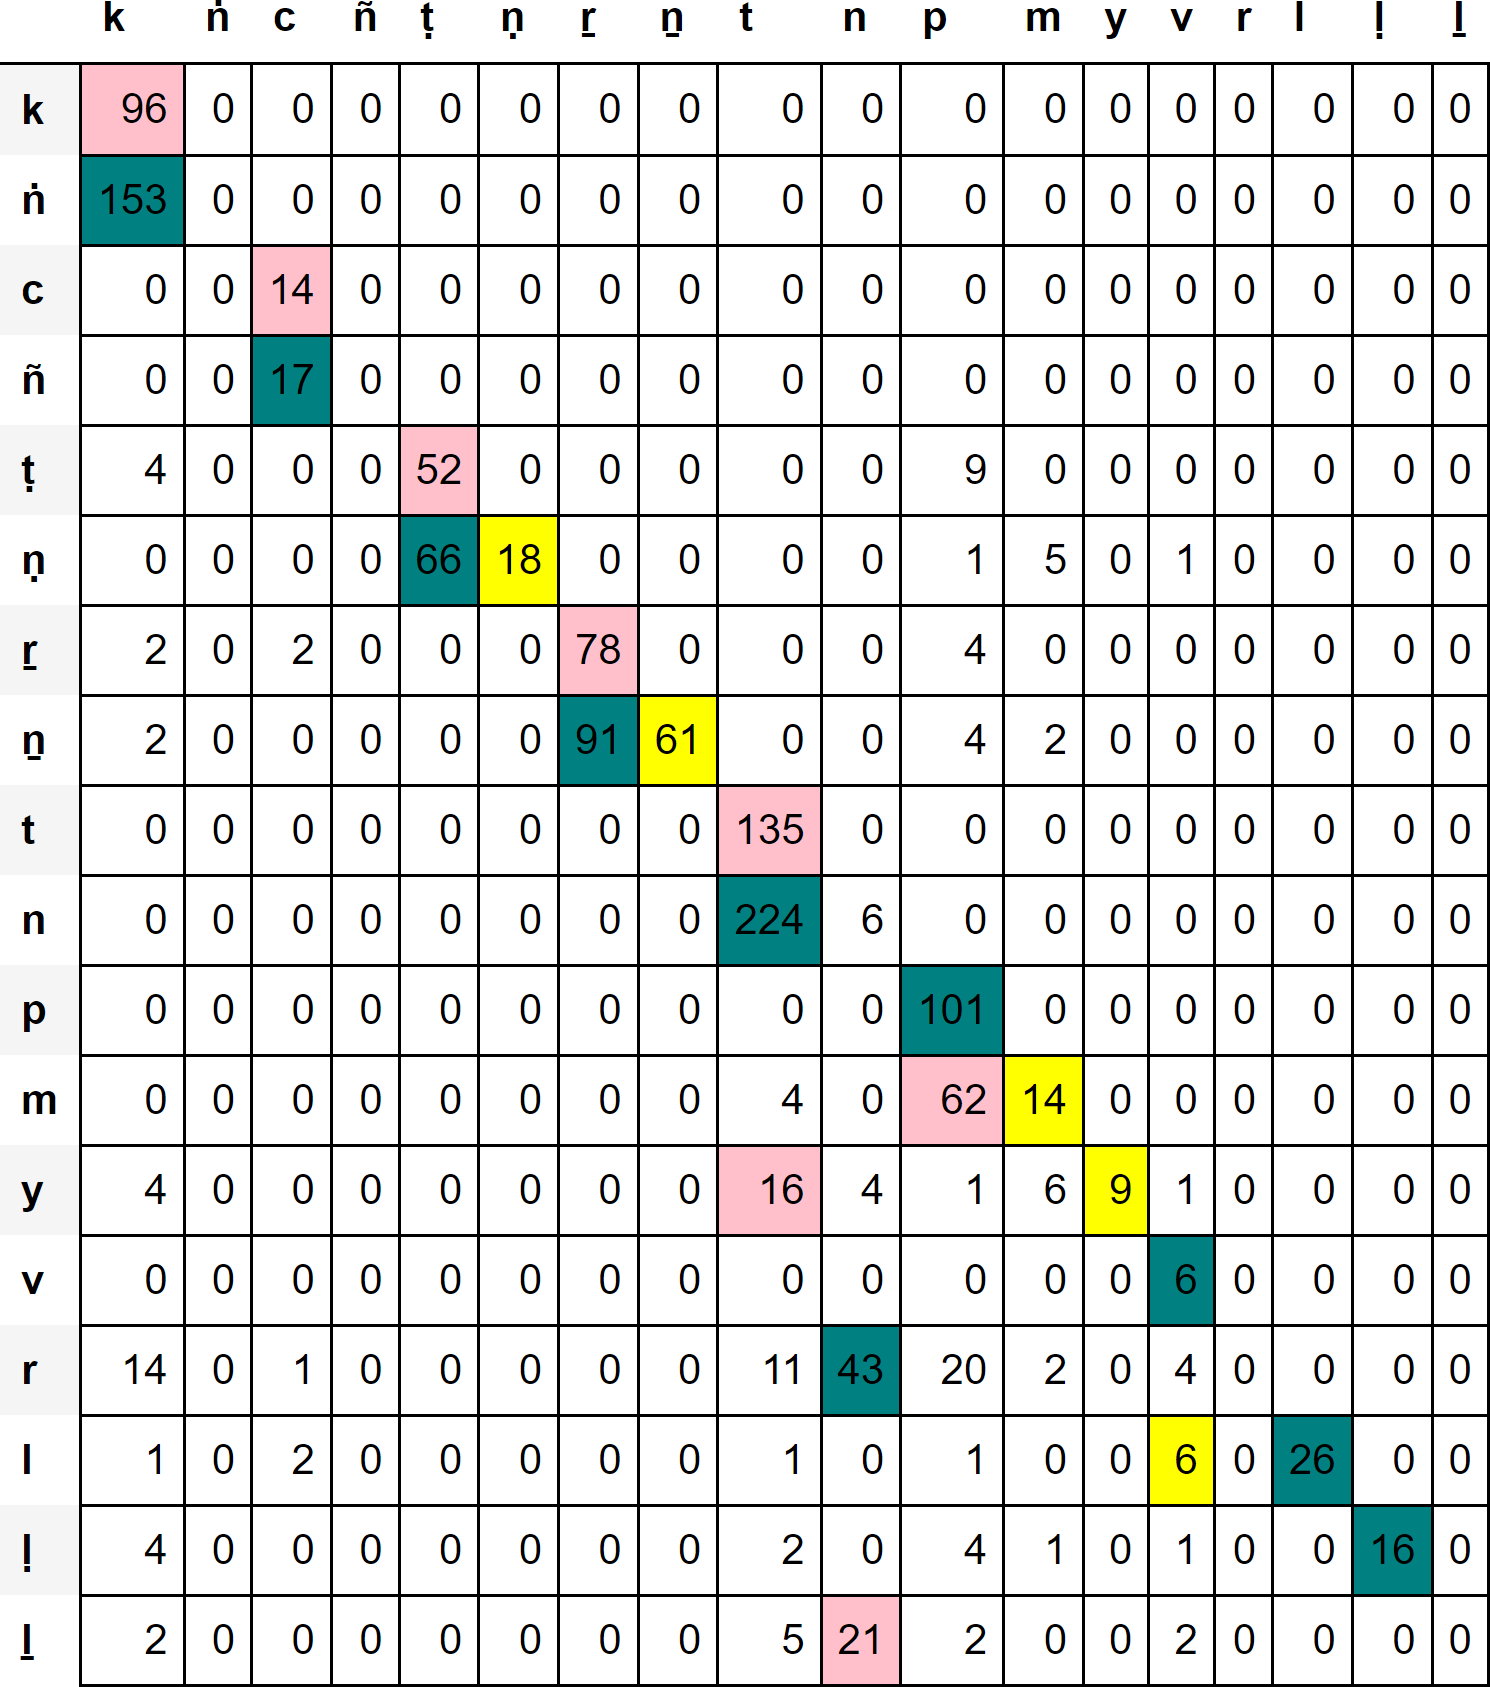 k ṅ c ñ ṭ ṇ ṟ ṉ t n p m y v r l ḷ ḻ
k 96 0 0 0 0 0 0 0 0 0 0 0 0 0 0 0 0 0
ṅ 153 0 0 0 0 0 0 0 0 0 0 0 0 0 0 0 0 0
c 0 0 14 0 0 0 0 0 0 0 0 0 0 0 0 0 0 0
ñ 0 0 17 0 0 0 0 0 0 0 0 0 0 0 0 0 0 0
ṭ 4 0 0 0 52 0 0 0 0 0 9 0 0 0 0 0 0 0
ṇ 0 0 0 0 66 18 0 0 0 0 1 5 0 1 0 0 0 0
ṟ 2 0 2 0 0 0 78 0 0 0 4 0 0 0 0 0 0 0
ṉ 2 0 0 0 0 0 91 61 0 0 4 2 0 0 0 0 0 0
t 0 0 0 0 0 0 0 0 135 0 0 0 0 0 0 0 0 0
n 0 0 0 0 0 0 0 0 224 6 0 0 0 0 0 0 0 0
p 0 0 0 0 0 0 0 0 0 0 101 0 0 0 0 0 0 0
m 0 0 0 0 0 0 0 0 4 0 62 14 0 0 0 0 0 0
y 4 0 0 0 0 0 0 0 16 4 1 6 9 1 0 0 0 0
v 0 0 0 0 0 0 0 0 0 0 0 0 0 6 0 0 0 0
r 14 0 1 0 0 0 0 0 11 43 20 2 0 4 0 0 0 0
l 1 0 2 0 0 0 0 0 1 0 1 0 0 6 0 26 0 0
ḷ 4 0 0 0 0 0 0 0 2 0 4 1 0 1 0 0 16 0
ḻ 2 0 0 0 0 0 0 0 5 21 2 0 0 2 0 0 0 0